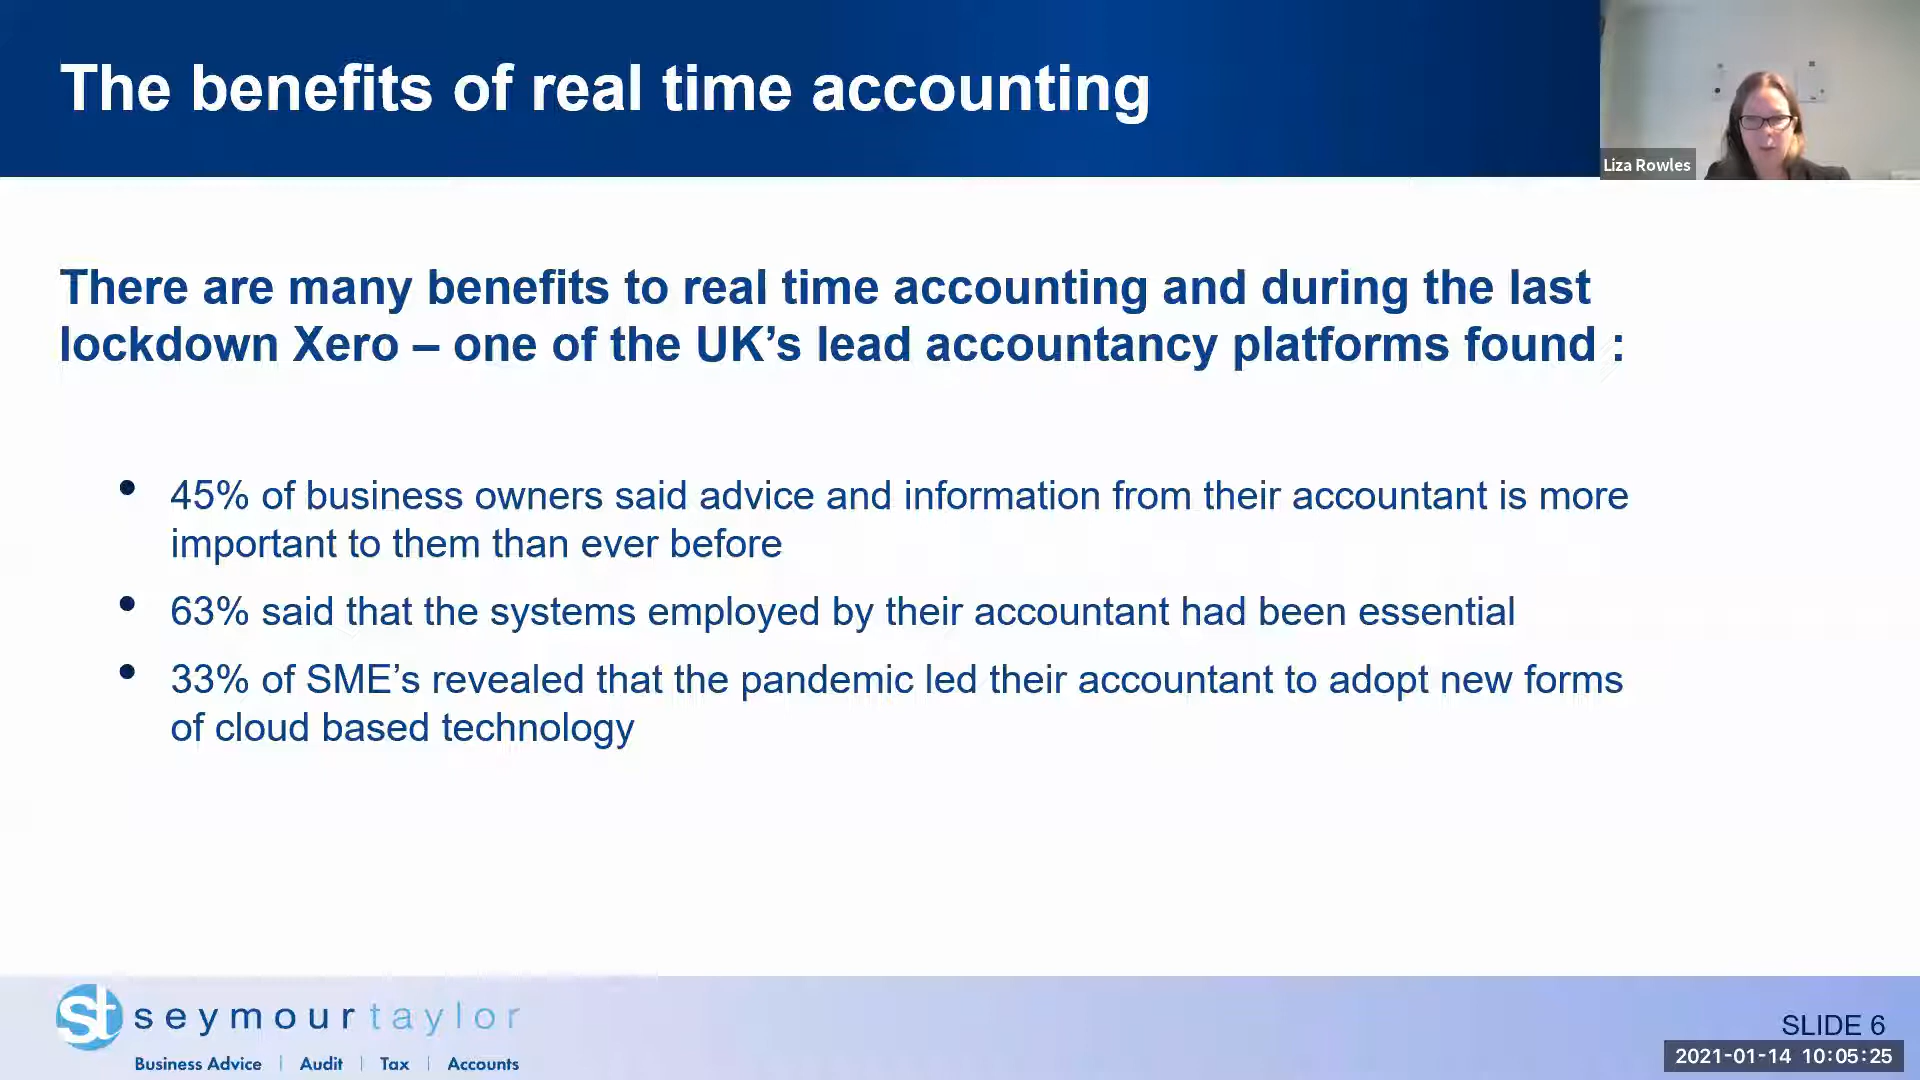 The benefits of real time accounting
Liza Rowles
There are many benefits to real time accounting and during the last
lockdown Xero – one of the UK’s lead accountancy platforms found :
• 45% of business owners said advice and information from their accountant is more
important to them than ever before
• 63% said that the systems employed by their accountant had been essential
• 33% of SME’s revealed that the pandemic led their accountant to adopt new forms
of cloud based technology
st seymourtaylor
Business Advice | Audit | Tax | Accounts
SLIDE 6
2021-01-14 10:05:25